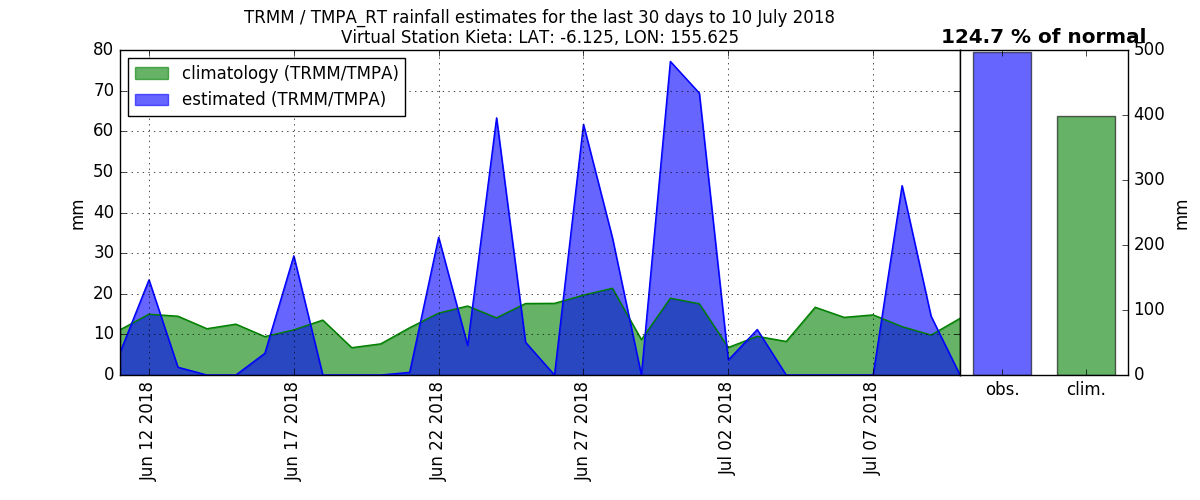 TRMM / TMPA_RT rainfall estimates for the last 30 days to 10 July 2018
Virtual Station Kieta: LAT: -6.125, LON: 155.625
124.7 % of normal
climatology (TRMM/TMPA)
estimated (TRMM/TMPA)
80
70
60
50
40
30
20
10
0
mm
Jun 12 2018
Jun 17 2018
Jun 22 2018
Jun 27 2018
Jul 02 2018
Jul 07 2018
500
400
300
200
100
0
mm
obs.
clim.